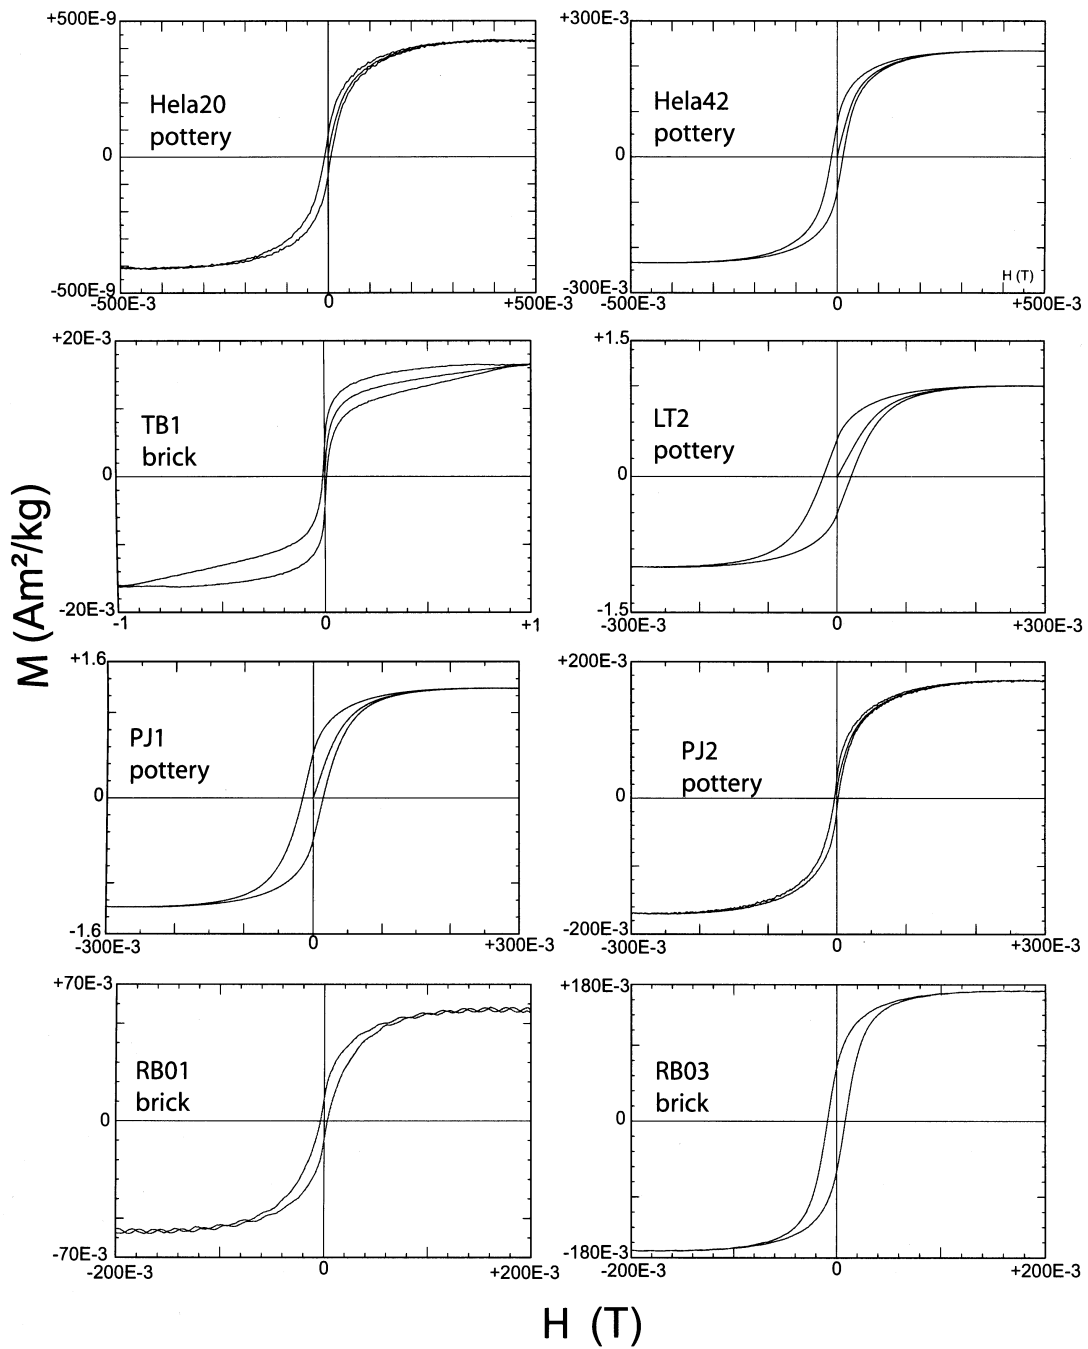 +500E-9
Hela20
pottery
0
-500E-9
-500E-3
0
+500E-3
+300E-3
Hela42
pottery
0
H (T)
-300E-3
-500E-3
0
+500E-3
+20E-3
TB1
brick
0
-20E-3
-1
0
+1
+1.5
LT2
pottery
0
-1.5
-300E-3
0
+300E-3
M (Am²/kg)
+1.6
PJ1
pottery
0
-1.6
-300E-3
0
+300E-3
+200E-3
PJ2
pottery
0
-200E-3
-300E-3
0
+300E-3
+70E-3
RB01
brick
0
-70E-3
-200E-3
0
+200E-3
+180E-3
RB03
brick
0
-180E-3
-200E-3
0
+200E-3
H (T)